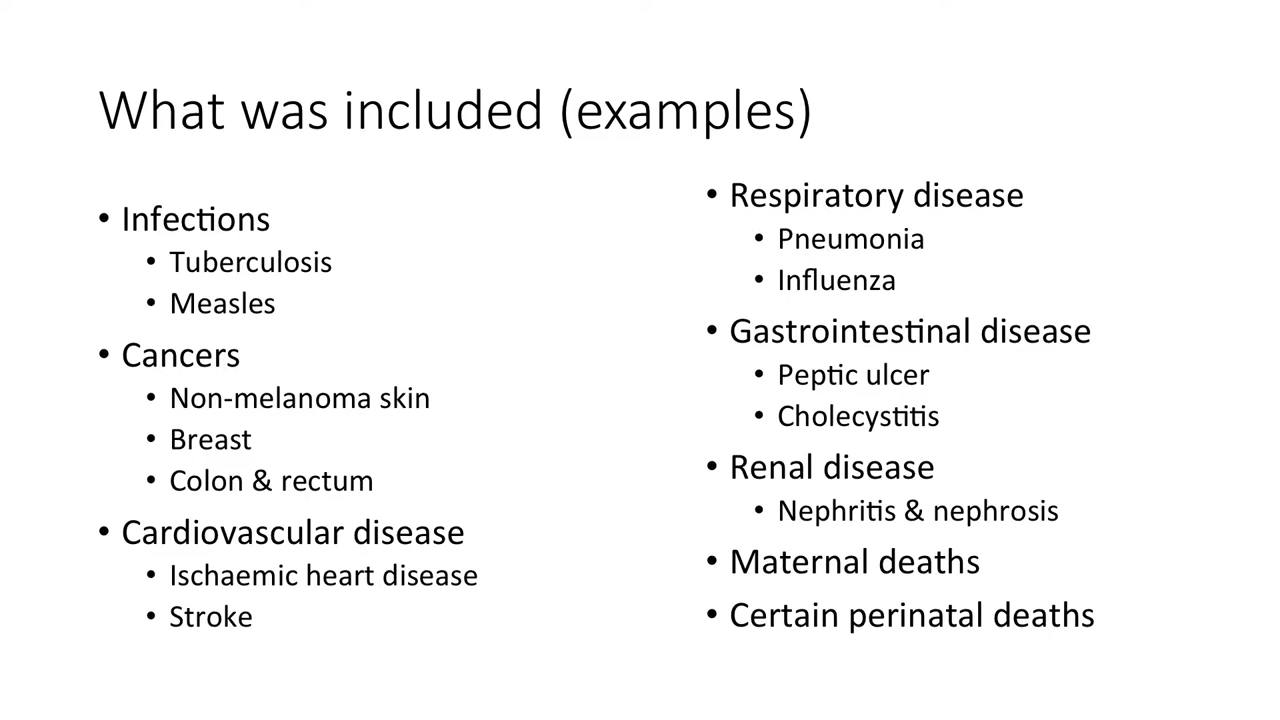 What was included (examples)
• Infections
• Tuberculosis
• Measles
• Cancers
• Non-melanoma skin
• Breast
• Colon & rectum
• Cardiovascular disease
• Ischaemic heart disease
• Stroke
• Respiratory disease
• Pneumonia
• Influenza
• Gastrointestinal disease
• Peptic ulcer
• Cholecystitis
• Renal disease
• Nephritis & nephrosis
• Maternal deaths
• Certain perinatal deaths